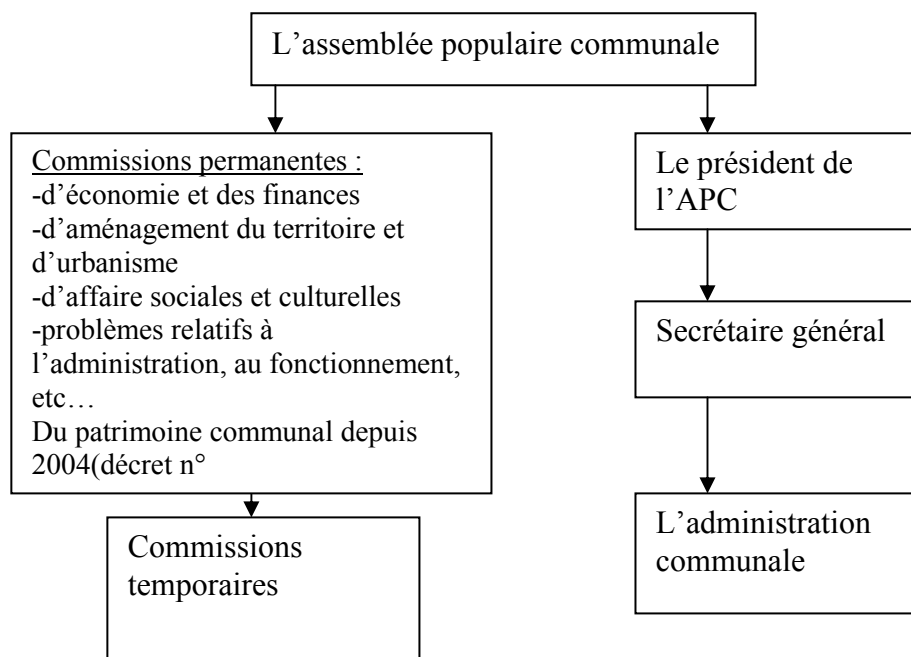 L’assemblée populaire communale
Commissions permanentes :
-d’économie et des finances
-d’aménagement du territoire et
d’urbanisme
-d’affaire sociales et culturelles
-problèmes relatifs à
l’administration, au fonctionnement,
etc…
Du patrimoine communal depuis
2004(décret n°
Commissions
temporaires
Le président de
l’APC
Secrétaire général
L’administration
communale